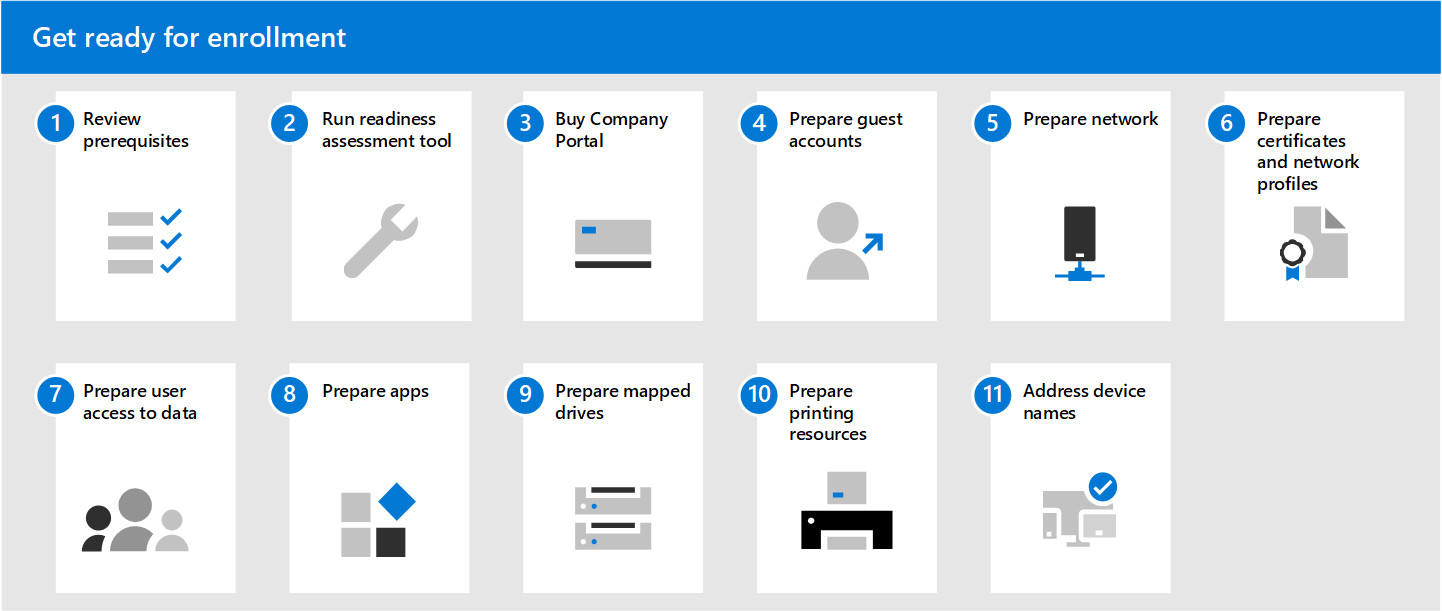 Get ready for enrollment
1
Review
prerequisites
2
Run readiness
assessment tool
3
Buy Company
Portal
4
Prepare guest
accounts
5
Prepare network
6
Prepare
certificates
and network
profiles
7
Prepare user
access to data
8
Prepare apps
9
Prepare mapped
drives
10
Prepare
printing
resources
11
Address device
names